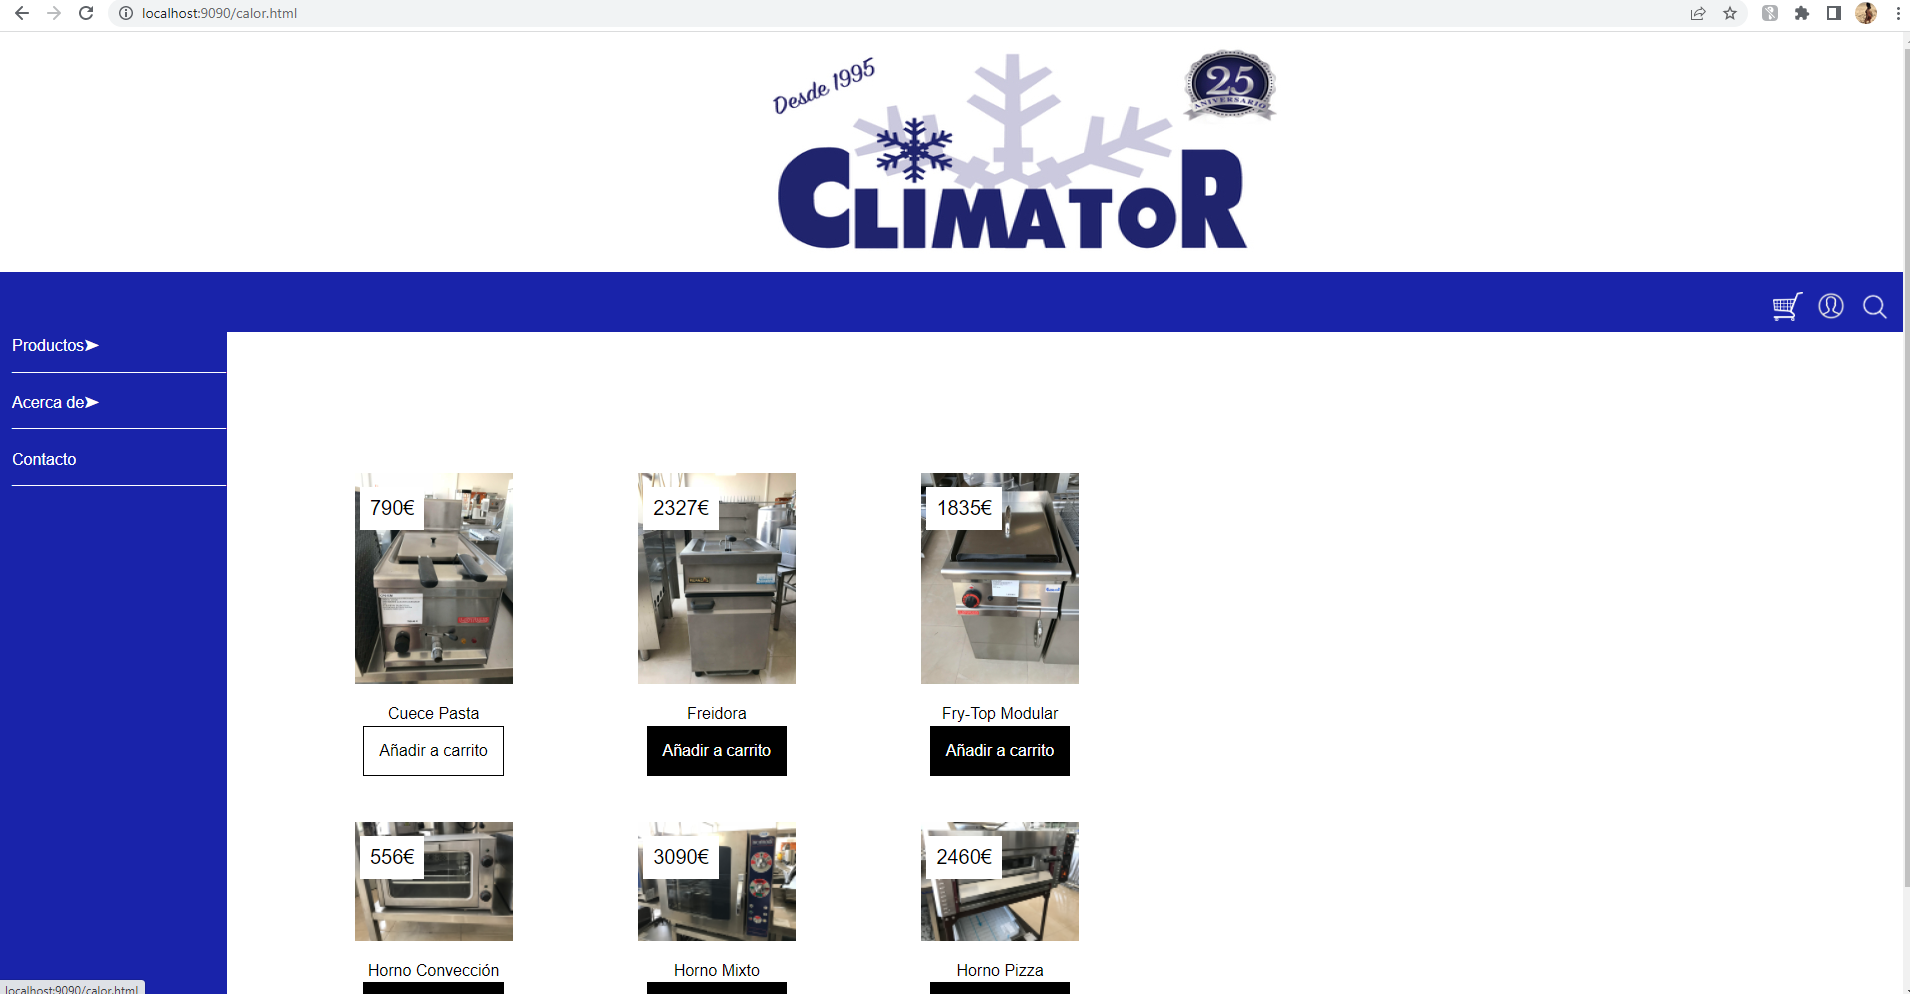 localhost:9090/calor.html
Desde 1995
25
ANIVERSARIO
CLIMATOR
Productos➤
Acerca de➤
Contacto
790€
2327€
1835€
Cuece Pasta
Freidora
Fry-Top Modular
Añadir a carrito
Añadir a carrito
Añadir a carrito
556€
3090€
2460€
Horno Convección
Horno Mixto
Horno Pizza
localhost:9090/calor.html